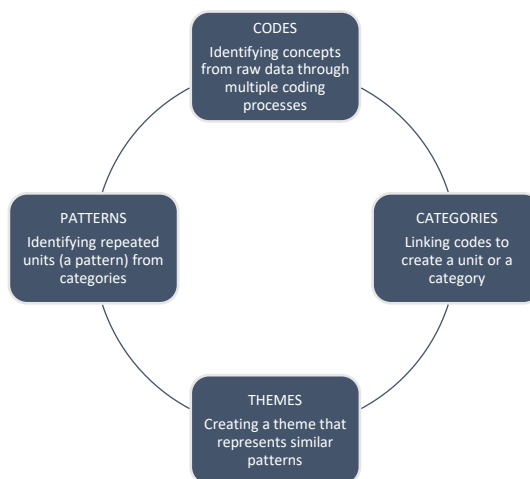 CODES
Identifying concepts
from raw data through
multiple coding
processes
PATTERNS
Identifying repeated
units (a pattern) from
categories
CATEGORIES
Linking codes to
create a unit or a
category
THEMES
Creating a theme that
represents similar
patterns